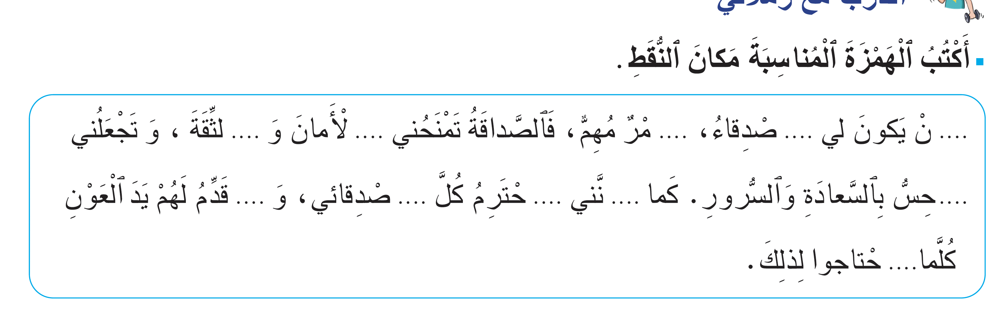 أَكْتُبُ ٱلْهَمْزَةَ ٱلْمُناسِبَةَ مَكانَ ٱلنُّقَطِ .
.... نْ يَكونَ لي .... صْدِقاءُ، .... مْرٌ مُهِمٌّ، فَٱلصَّداقَةُ تَمْنَحُني .... لْأَمانَ وَ .... لثِّقَةَ ، وَ تَجْعَلُني
....حِسُّ بِٱلسَّعادَةِ وَٱلسُّرورِ. كَما .... نَّني .... حْتَرِمُ كُلَّ .... صْدِقائي، وَ .... قَدِّمُ لَهُمْ يَدَ ٱلْعَوْنِ
كُلَّما.... حْتاجوا لِذلِكَ.